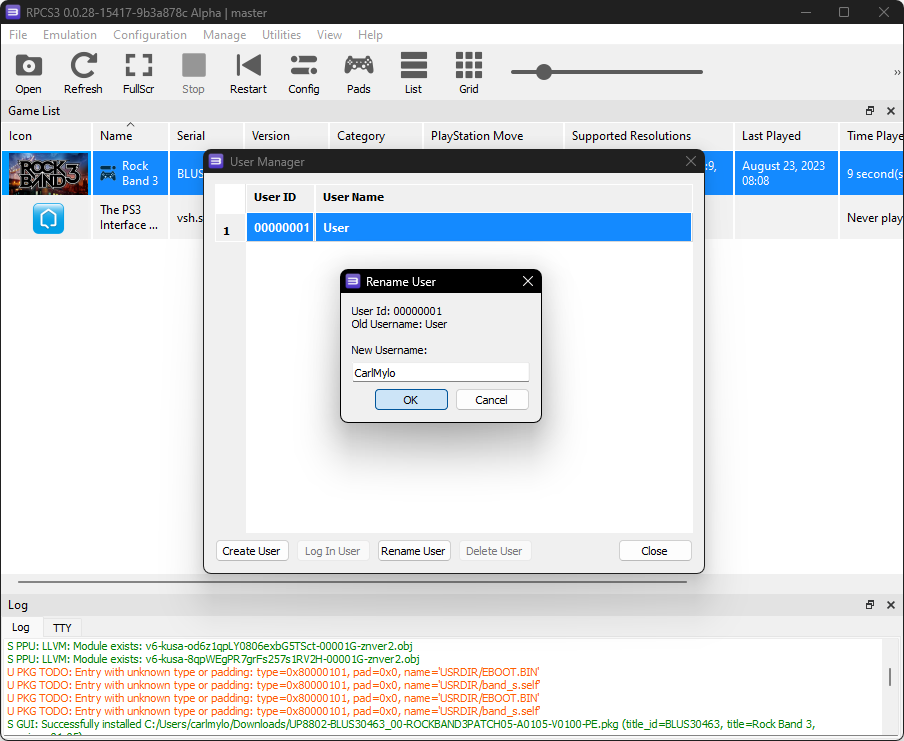 RPCS3 0.0.28-15417-9b3a878c Alpha | master
File Emulation Configuration Manage Utilities View Help
Open Refresh FullScr Stop Restart Config Pads List Grid
Game List
Icon Name Serial Version Category PlayStation Move Supported Resolutions Last Played Time Playe
ROCK BAND 3
Rock
Band 3
BLUS
:9,
August 23, 2023
08:08
9 second(s
The PS3
Interface ...
vsh.s
Never play
User Manager
User ID User Name
1 00000001 User
Rename User
User Id: 00000001
Old Username: User
New Username:
CarlMylo
OK Cancel
Create User Log In User Rename User Delete User Close
Log
Log TTY
S PPU: LLVM: Module exists: v6-kusa-od6z1qpLY0806exbG5TSct-00001G-znver2.obj
S PPU: LLVM: Module exists: v6-kusa-8qpWEgPR7grFs257s1RV2H-00001G-znver2.obj
U PKG TODO: Entry with unknown type or padding: type=0x80000101, pad=0x0, name='USRDIR/EBOOT.BIN'
U PKG TODO: Entry with unknown type or padding: type=0x80000101, pad=0x0, name='USRDIR/band_s.self'
U PKG TODO: Entry with unknown type or padding: type=0x80000101, pad=0x0, name='USRDIR/EBOOT.BIN'
U PKG TODO: Entry with unknown type or padding: type=0x80000101, pad=0x0, name='USRDIR/band_s.self'
S GUI: Successfully installed C:/Users/carlmylo/Downloads/UP8802-BLUS30463_00-ROCKBAND3PATCH05-A0105-V0100-PE.pkg (title_id=BLUS30463, title=Rock Band 3,